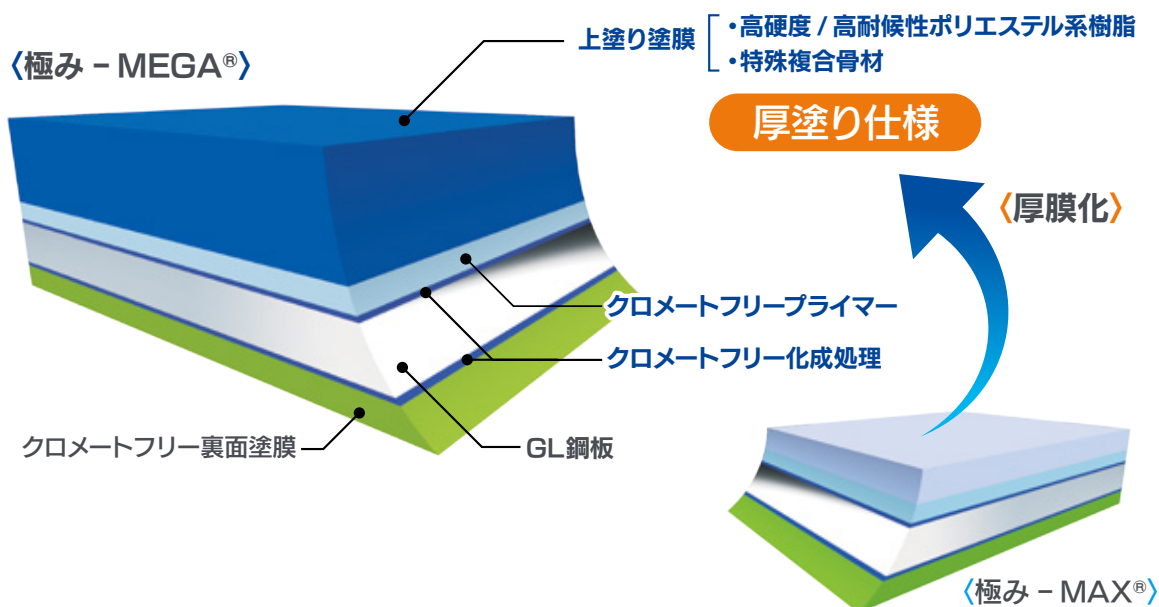 〈極み − MEGA®〉
上塗り塗膜
・高硬度 / 高耐候性ポリエステル系樹脂
・特殊複合骨材
厚塗り仕様
〈厚膜化〉
クロメートフリープライマー
クロメートフリー化成処理
クロメートフリー裏面塗膜
GL鋼板
〈極み − MAX®〉